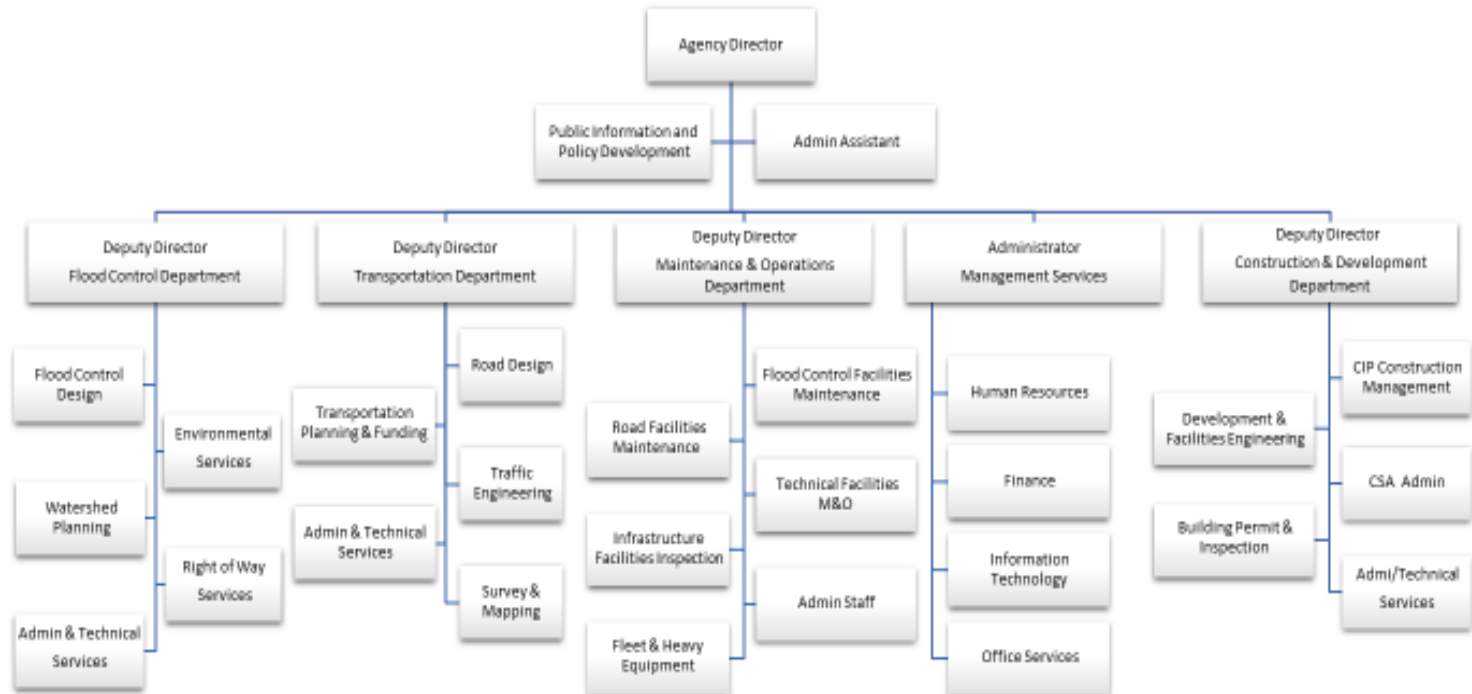 Agency Director
Public Information and
Policy Development
Admin Assistant
Deputy Director
Flood Control Department
Deputy Director
Transportation Department
Deputy Director
Maintenance & Operations
Department
Administrator
Management Services
Deputy Director
Construction & Development
Department
Flood Control
Design
Environmental
Services
Watershed
Planning
Right of Way
Services
Admin & Technical
Services
Road Design
Transportation
Planning & Funding
Traffic
Engineering
Admin & Technical
Services
Survey &
Mapping
Flood Control Facilities
Maintenance
Road Facilities
Maintenance
Technical Facilities
M&O
Infrastructure
Facilities Inspection
Admin Staff
Fleet & Heavy
Equipment
Human Resources
Finance
Information
Technology
Office Services
CIP Construction
Management
Development &
Facilities Engineering
CSA Admin
Building Permit &
Inspection
Admi/Technical
Services